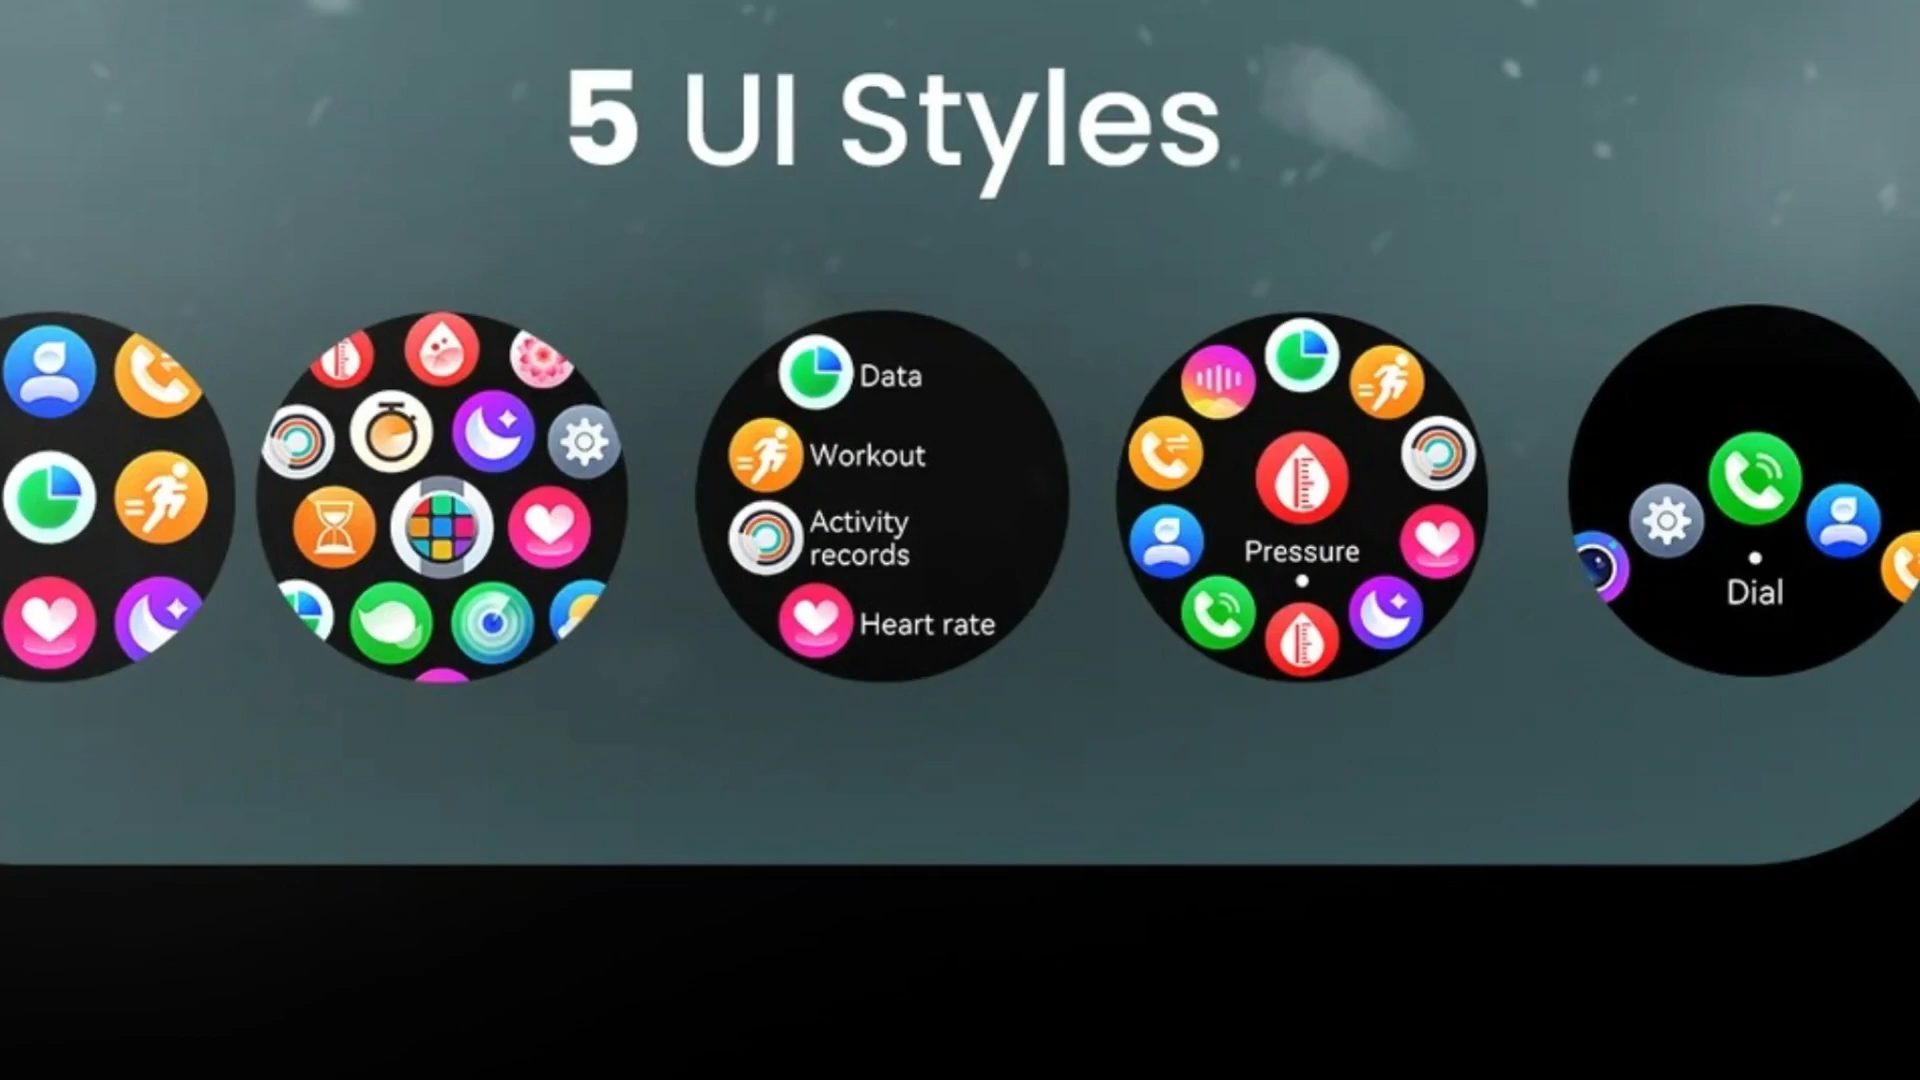 5 UI Styles
Data
Workout
Activity
records
Heart rate
Pressure
Dial